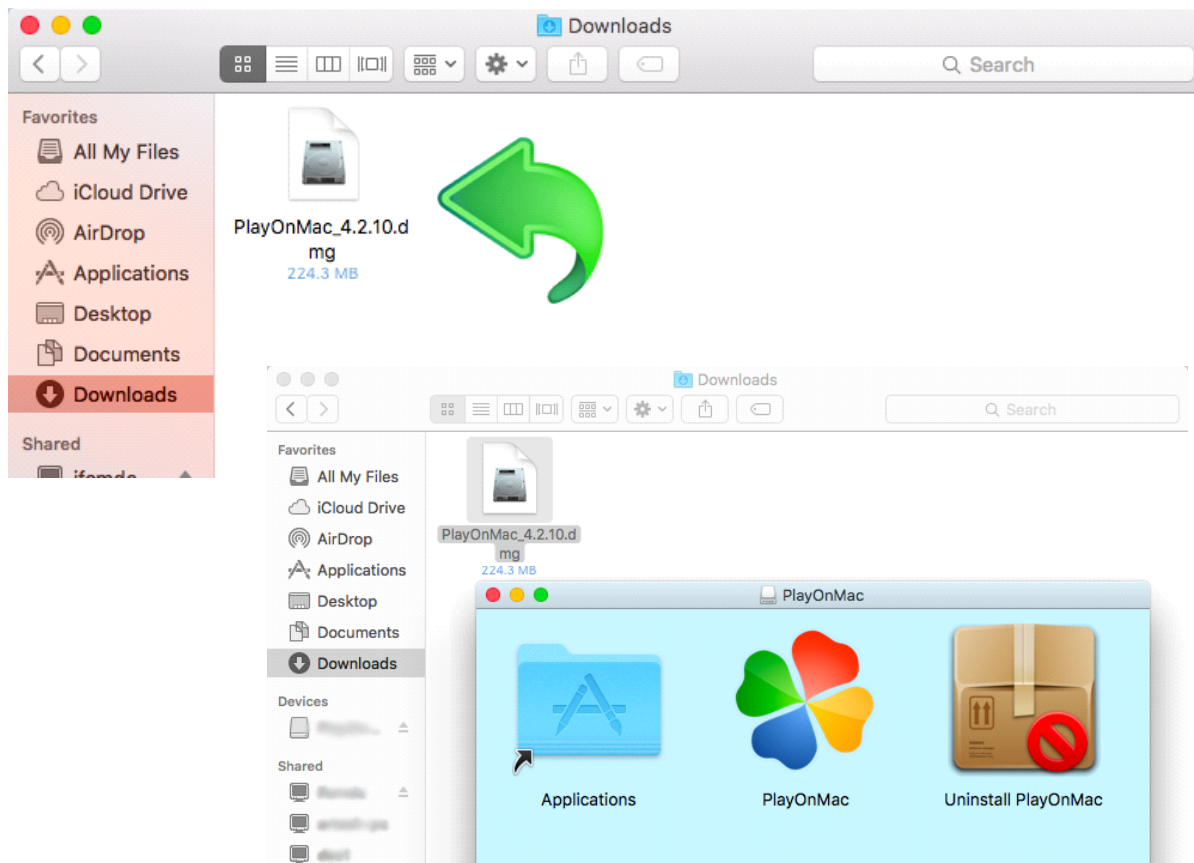 Downloads
Search
Favorites
All My Files
iCloud Drive
AirDrop
Applications
Desktop
Documents
Downloads
Shared
PlayOnMac_4.2.10.d
mg
224.3 MB
Downloads
Search
Favorites
All My Files
iCloud Drive
AirDrop
Applications
Desktop
Documents
Downloads
Devices
Shared
PlayOnMac_4.2.10.d
mg
224.3 MB
PlayOnMac
Applications
PlayOnMac
Uninstall PlayOnMac